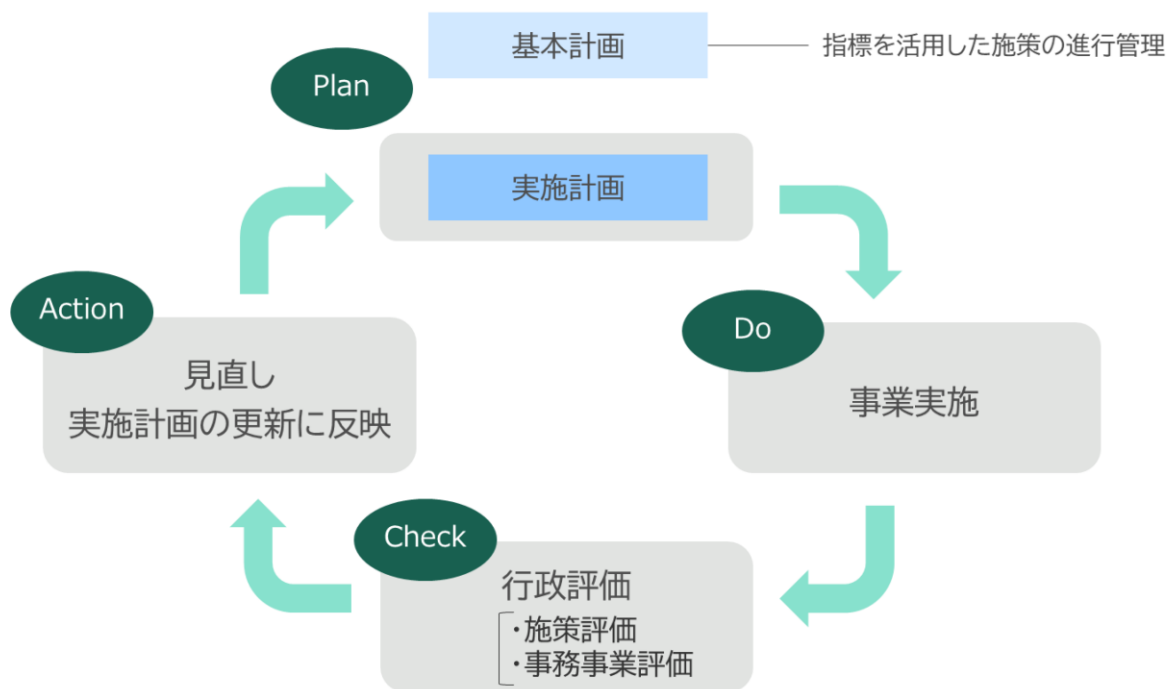 基本計画
指標を活用した施策の進行管理
Plan
実施計画
Action
見直し
実施計画の更新に反映
Do
事業実施
Check
行政評価
・施策評価
・事務事業評価